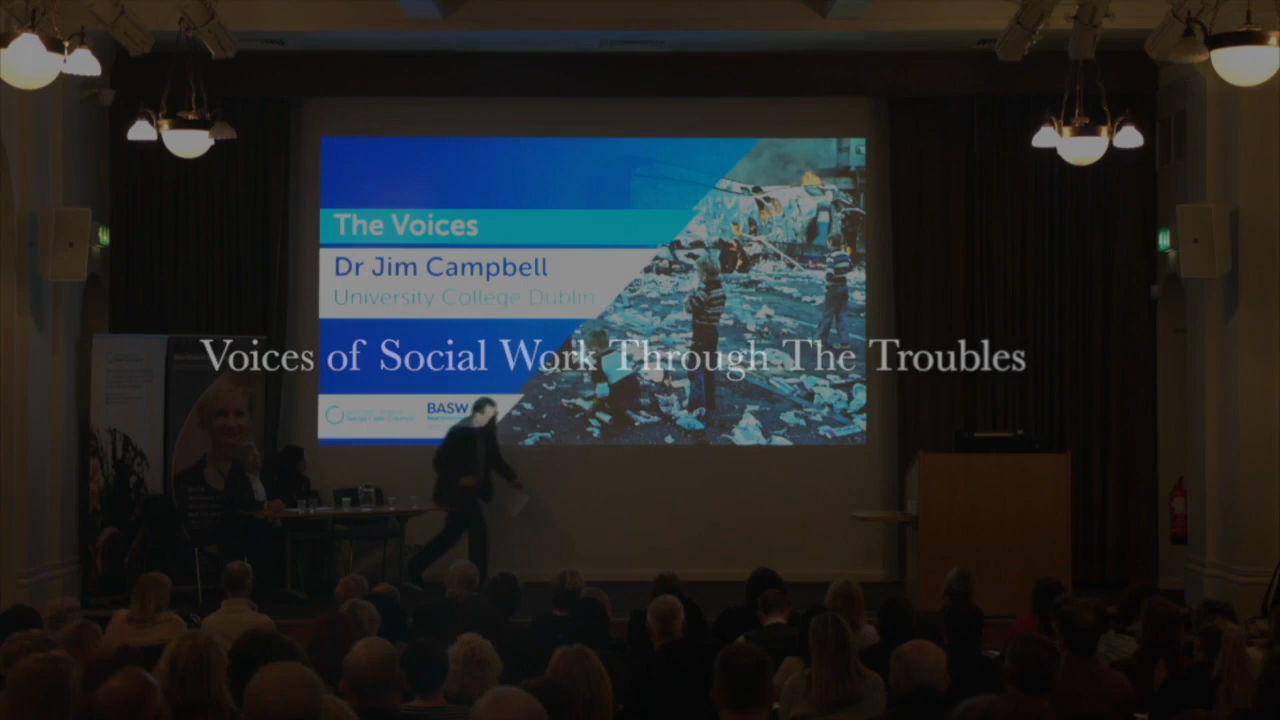 The Voices
Dr Jim Campbell
University College Dublin
Voices of Social Work Through The Troubles
BASW